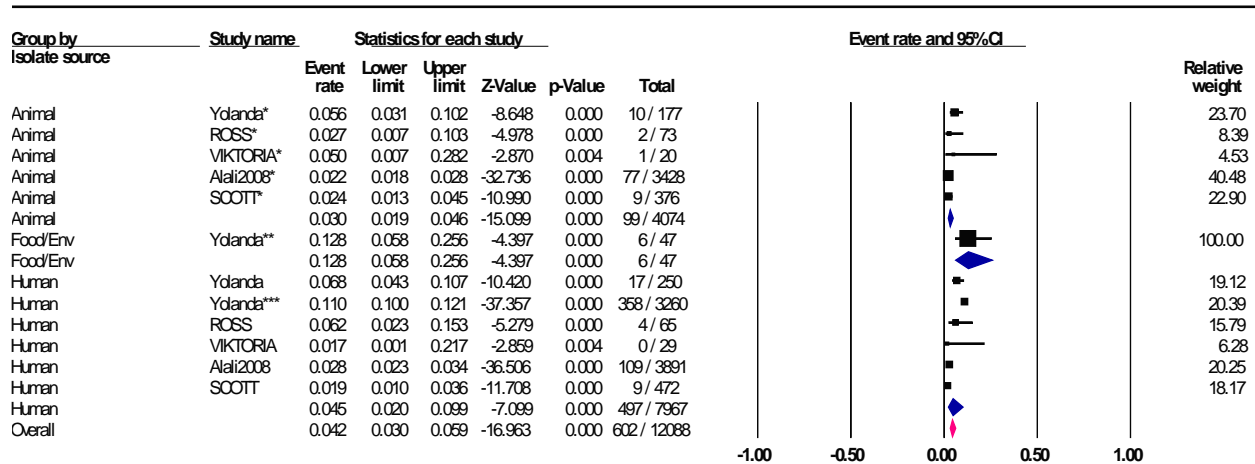 Group by Study name Statistics for each study Event rate and 95%CI
Isolate source
Event Lower Upper Relative
rate limit limit Z-Value p-Value Total weight
Animal Yolanda* 0.056 0.031 0.102 -8.648 0.000 10 / 177 23.70
Animal ROSS* 0.027 0.007 0.103 -4.978 0.000 2 / 73 8.39
Animal VIKTORIA* 0.050 0.007 0.282 -2.870 0.004 1 / 20 4.53
Animal Alali2008* 0.022 0.018 0.028 -32.736 0.000 77 / 3428 40.48
Animal SCOTT* 0.024 0.013 0.045 -10.990 0.000 9 / 376 22.90
Animal 0.030 0.019 0.046 -15.099 0.000 99 / 4074
Food/Env Yolanda** 0.128 0.058 0.256 -4.397 0.000 6 / 47 100.00
Food/Env 0.128 0.058 0.256 -4.397 0.000 6 / 47
Human Yolanda 0.068 0.043 0.107 -10.420 0.000 17 / 250 19.12
Human Yolanda*** 0.110 0.100 0.121 -37.357 0.000 358 / 3260 20.39
Human ROSS 0.062 0.023 0.153 -5.279 0.000 4 / 65 15.79
Human VIKTORIA 0.017 0.001 0.217 -2.859 0.004 0 / 29 6.28
Human Alali2008 0.028 0.023 0.034 -36.506 0.000 109 / 3891 20.25
Human SCOTT 0.019 0.010 0.036 -11.708 0.000 9 / 472 18.17
Human 0.045 0.020 0.099 -7.099 0.000 497 / 7967
Overall 0.042 0.030 0.059 -16.963 0.000 602 / 12088
-1.00 -0.50 0.00 0.50 1.00